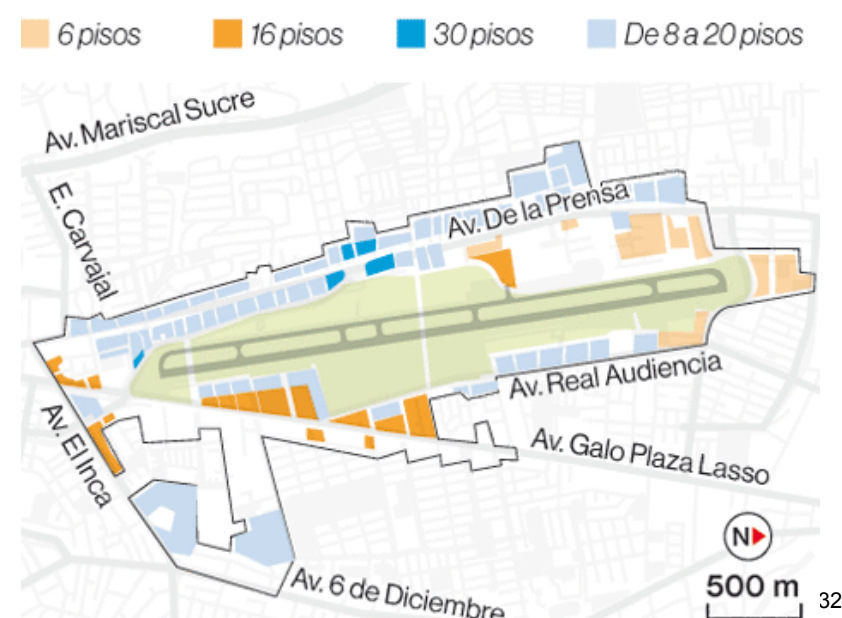 6 pisos
16 pisos
30 pisos
De 8 a 20 pisos
Av. Mariscal Sucre
E. Carvajal
Av. De la Prensa
Av. Real Audiencia
Av. El Inca
Av. Galo Plaza Lasso
N
Av. 6 de Diciembre
500 m
32